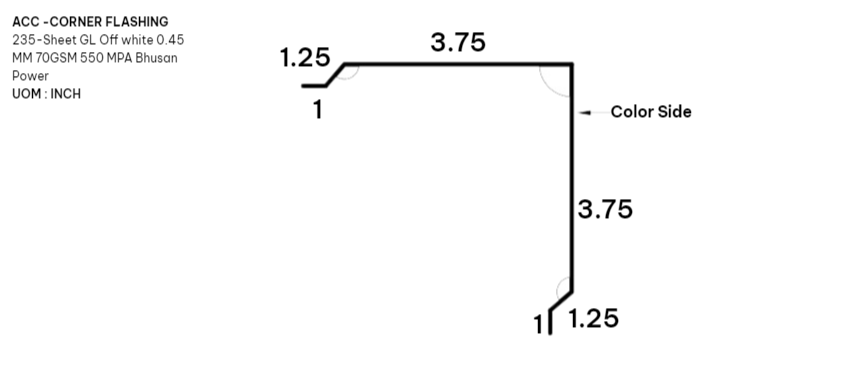 ACC -CORNER FLASHING
235-Sheet GL Off white 0.45
MM 70GSM 550 MPA Bhusan
Power
UOM : INCH
3.75
1.25
1
Color Side
3.75
1
1.25